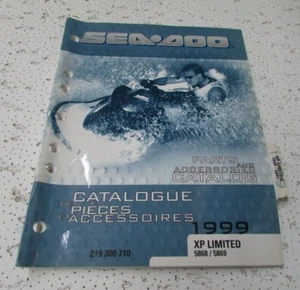 SEA-DOO
PARTS
AND
ACCESSORIES
CATALOG
CATALOGUE
DE PIÈCES
ET ACCESSOIRES
1999
219 300 710
XP LIMITED
5868 / 5869